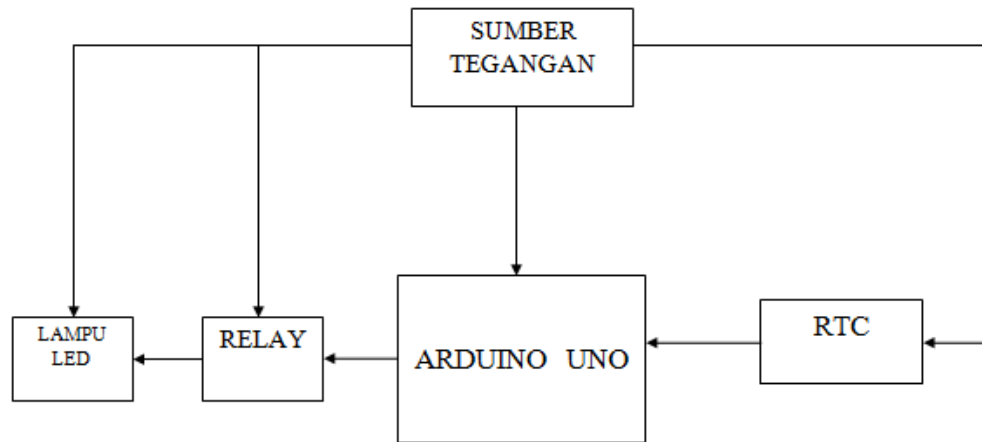 SUMBER
TEGANGAN
LAMPU
LED
RELAY
ARDUINO UNO
RTC